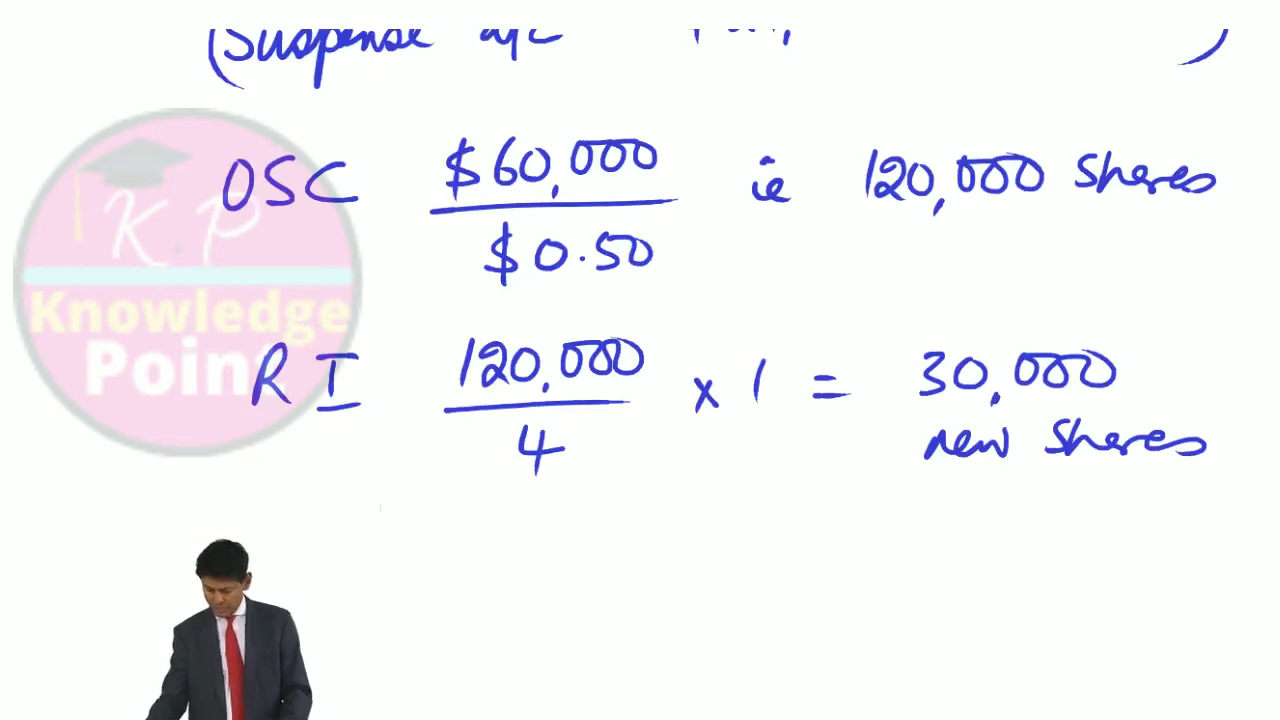 (Suspense a/c
OSC $60,000 / $0.50 ie 120,000 shares
K.P
Knowledge
Point
R I 120,000 / 4 x 1 = 30,000
new shares